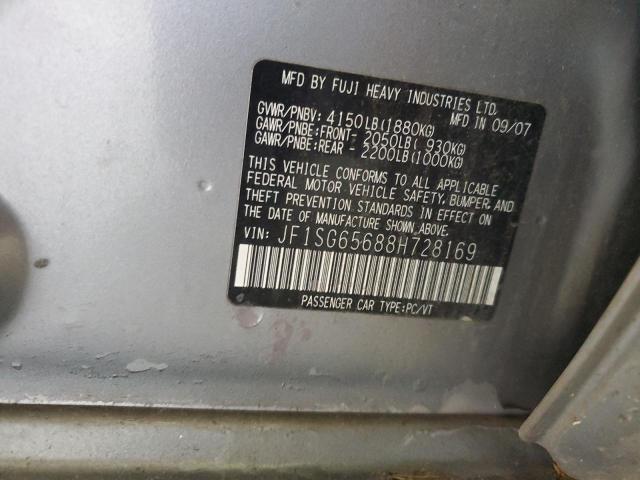 MFD BY FUJI HEAVY INDUSTRIES LTD.
MFD IN 09/07
GVWR/PNBV: 4150LB(1880KG)
GAWR/PNBE:FRONT- 2050LB( 930KG)
GAWR/PNBE:REAR - 2200LB(1000KG)
THIS VEHICLE CONFORMS TO ALL APPLICABLE
FEDERAL MOTOR VEHICLE SAFETY, BUMPER, AND
THEFT PREVENTION STANDARDS IN EFFECT ON
THE DATE OF MANUFACTURE SHOWN ABOVE.
VIN: JF1SG65688H728169
PASSENGER CAR TYPE:PC/VT